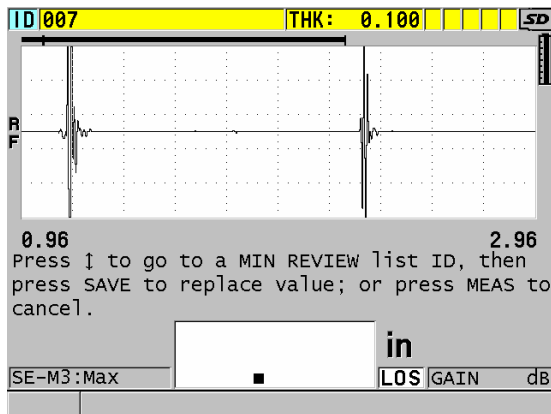 ID 007 THK: 0.100 SD
RF
0.96 2.96
Press ↕ to go to a MIN REVIEW list ID, then
press SAVE to replace value; or press MEAS to
cancel.
in
SE-M3:Max LOS GAIN dB